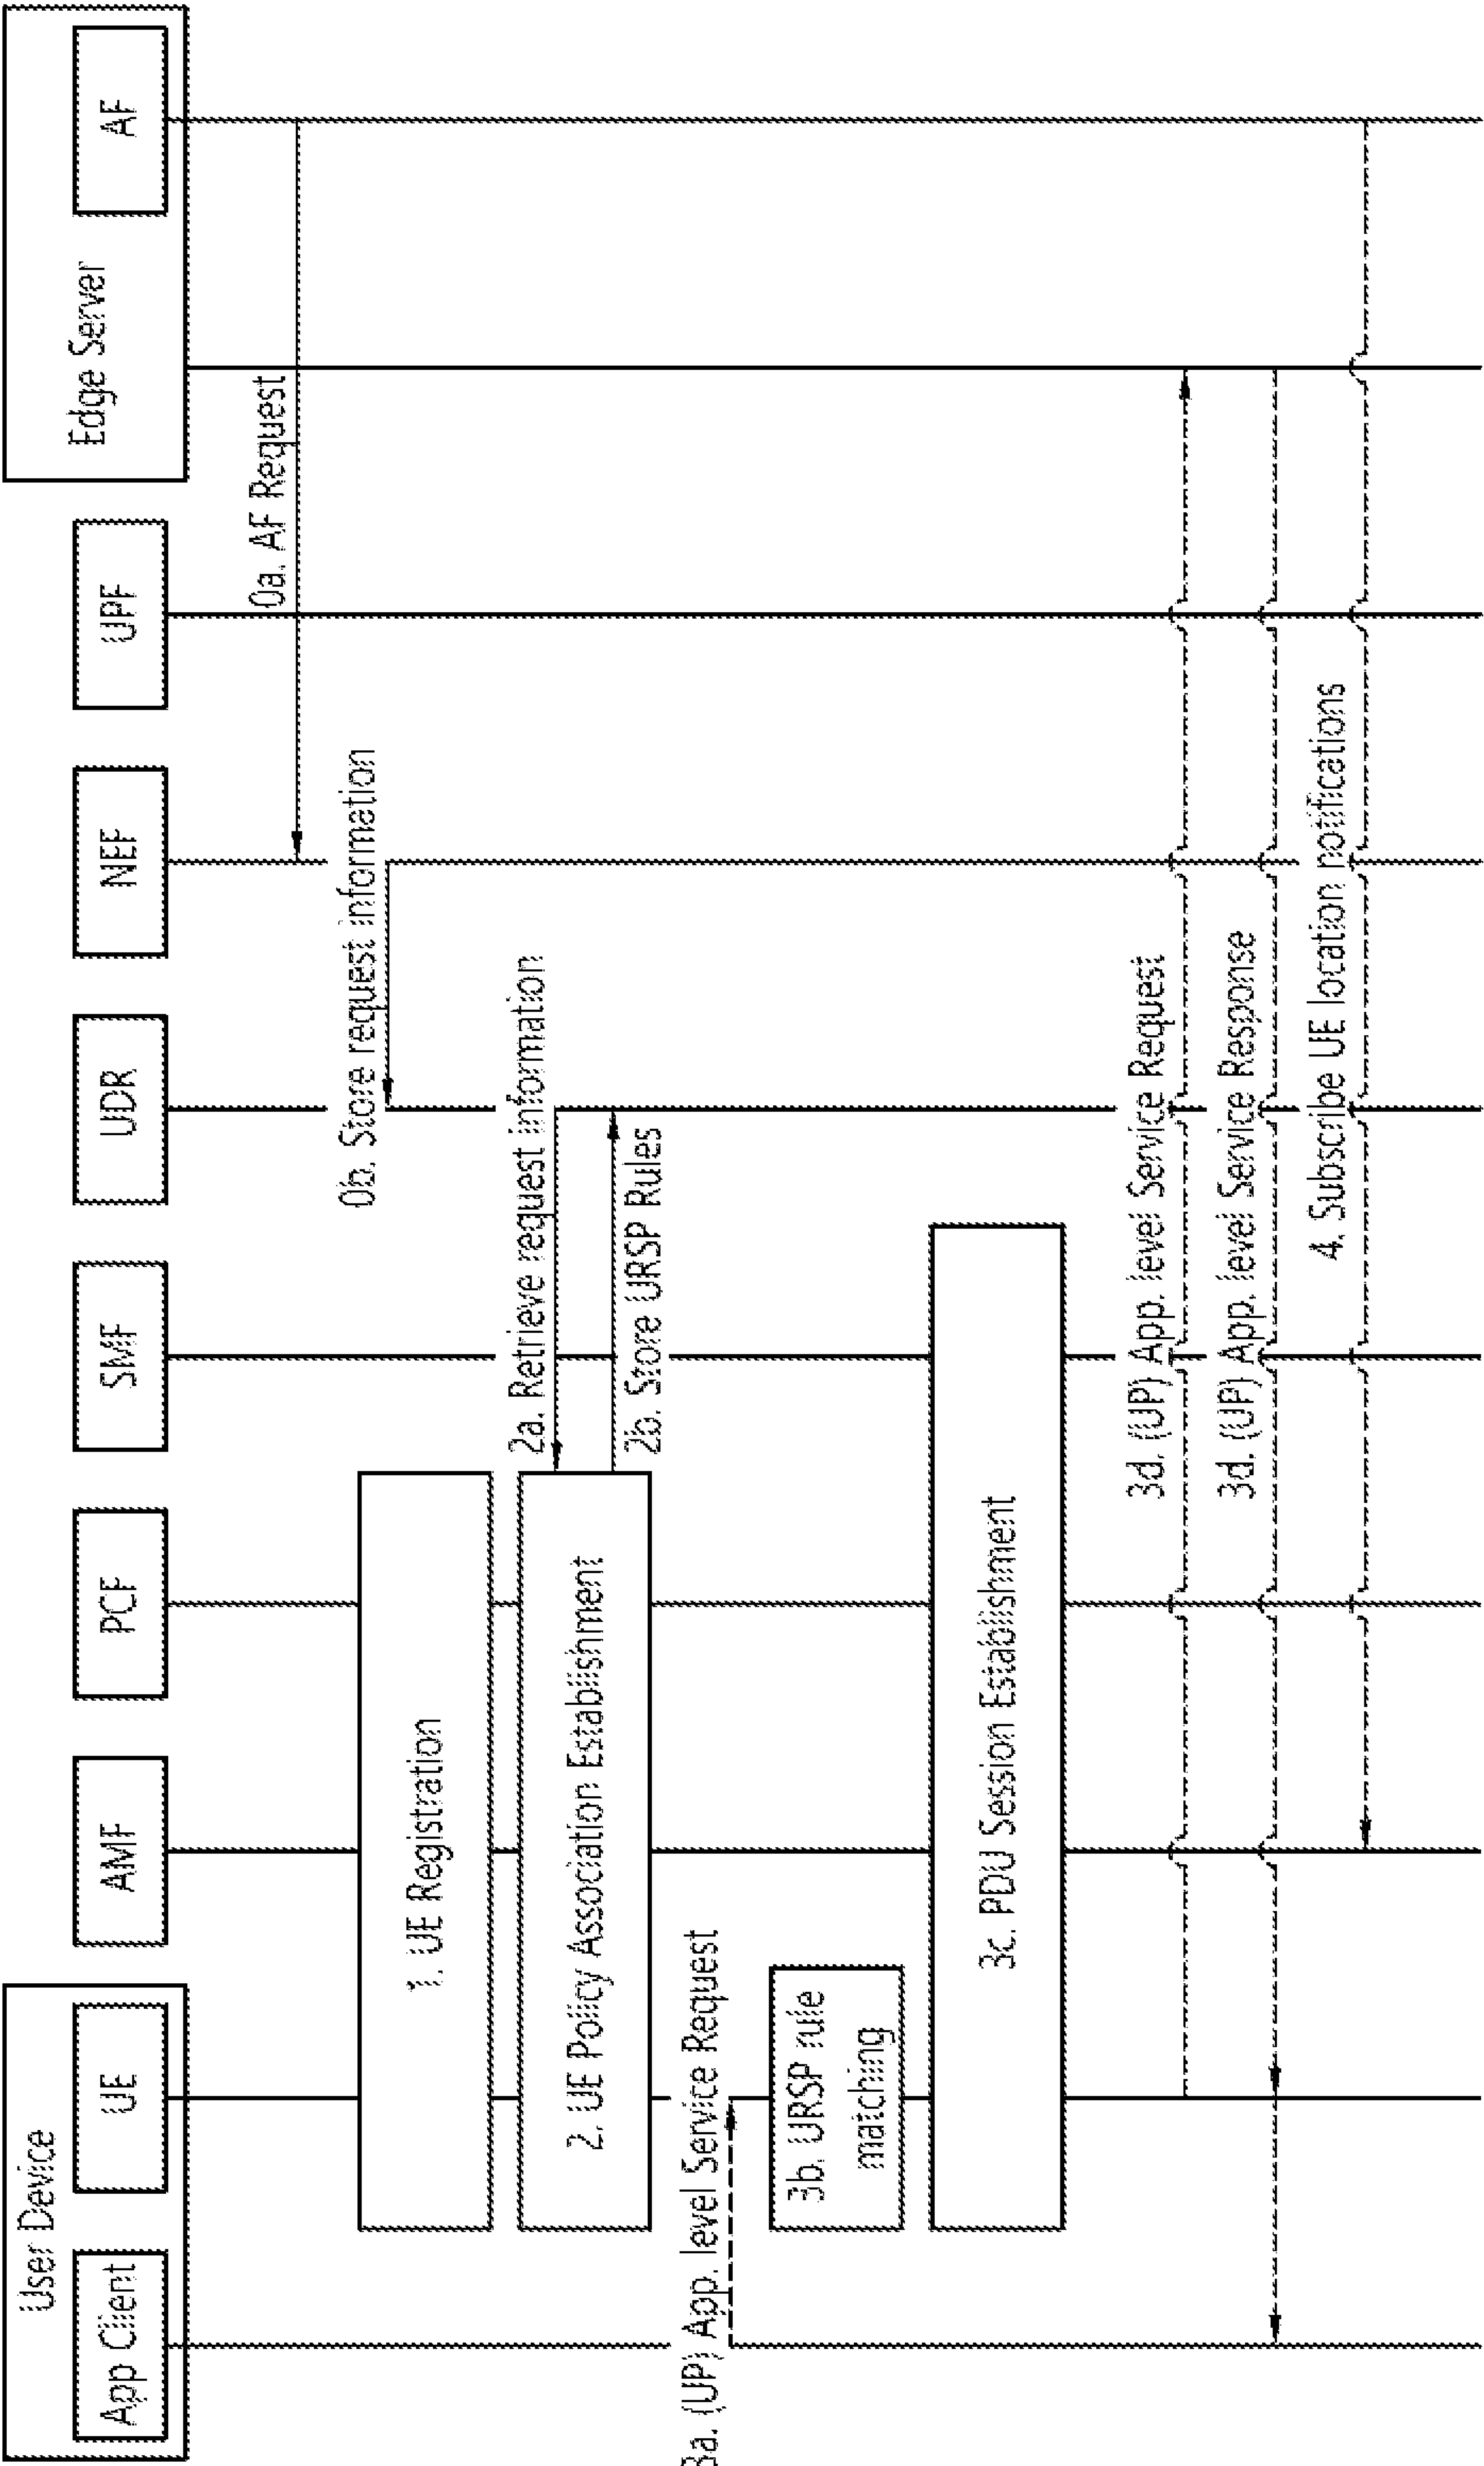 User Device
App Client
UE
AMF
PCF
SMF
UDR
NEF
UPF
Edge Server
AF
0a. AF Request
0b. Store request information
1. UE Registration
2a. Retrieve request information
2. UE Policy Association Establishment
2b. Store URSP Rules
3a. (UP) App. level Service Request
3b. URSP rule
matching
3c. PDU Session Establishment
3d. (UP) App. level Service Request
3d. (UP) App. level Service Response
4. Subscribe UE location notifications